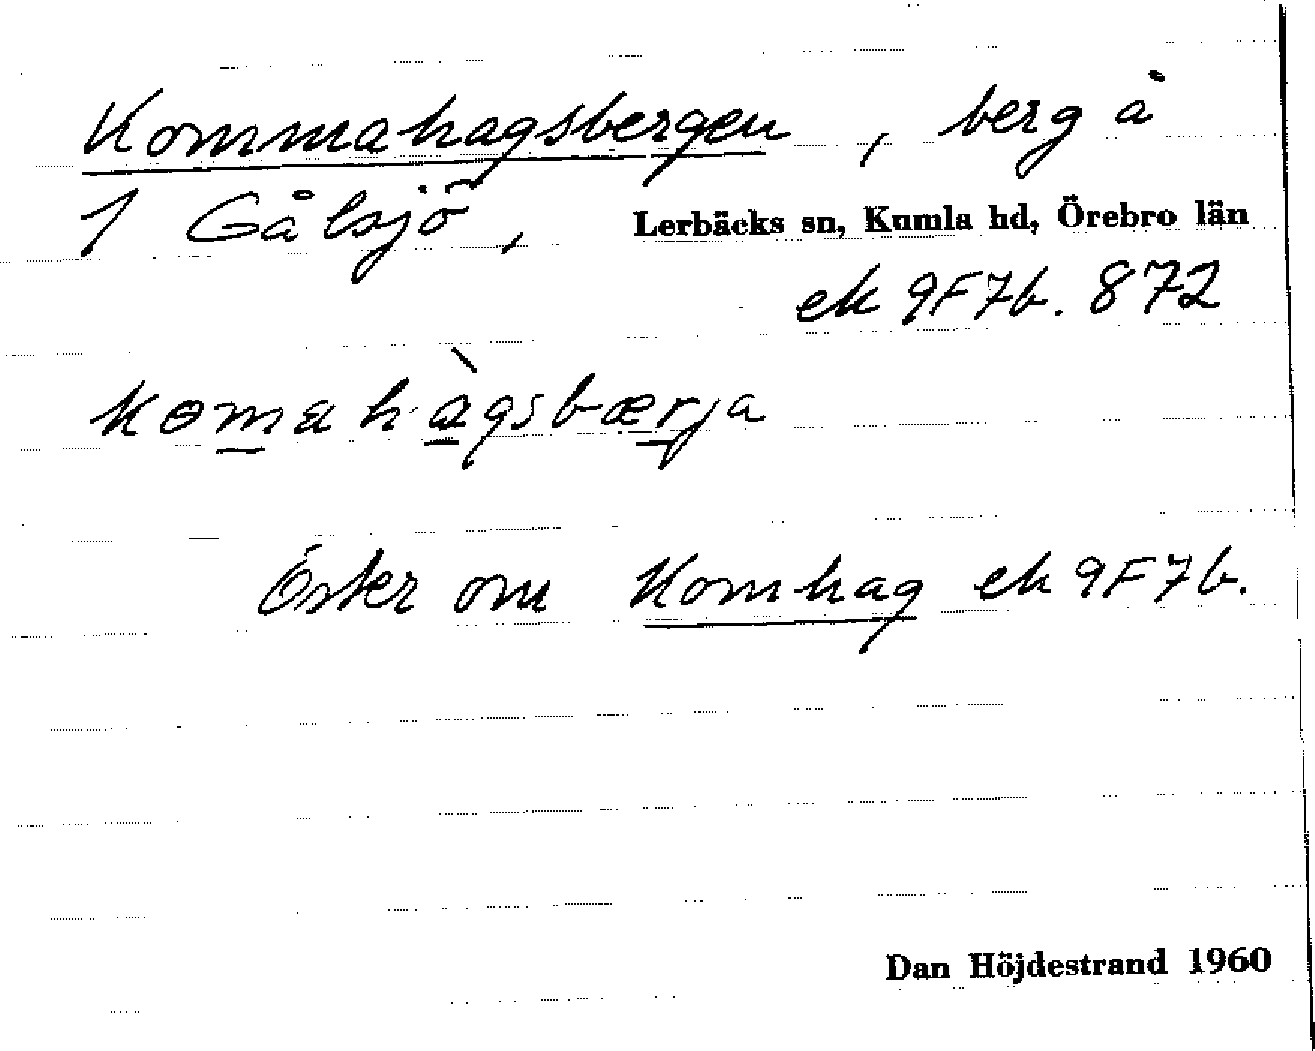 Kommahagsbergen, berg å
1 Gålsjö, Lerbäcks sn, Kumla hd, Örebro län
ek 9F7b. 872
komahàgsbærja
Öster om Komhag ek 9F7b.
Dan Höjdestrand 1960